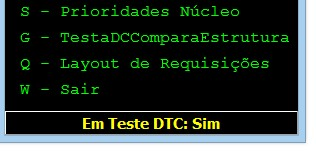 S - Prioridades Núcleo
G - TestaDCComparaEstrutura
Q - Layout de Requisições
W - Sair
Em Teste DTC: Sim